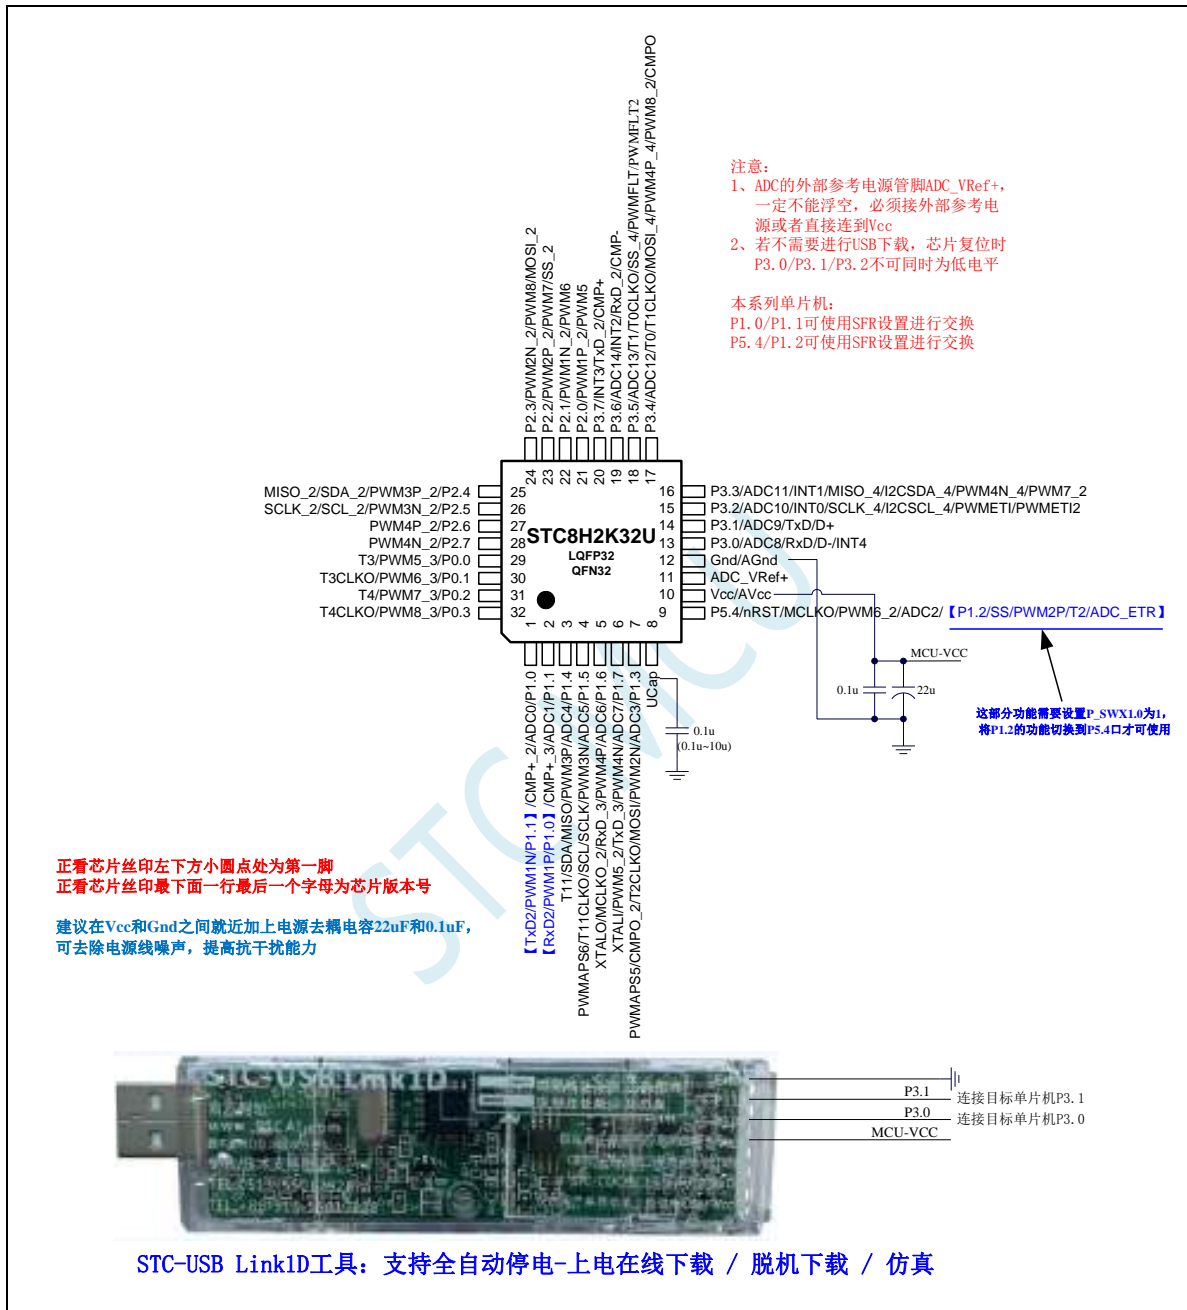 P2.3/PWM2N_2/PWM8/MOSI_2
P2.2/PWM2P_2/PWM7/SS_2
P2.1/PWM1N_2/PWM6
P2.0/PWM1P_2/PWM5
P3.7/INT3/TxD_2/CMP+
P3.6/ADC14/INT2/RxD_2/CMP-
P3.5/ADC13/T1/T0CLKO/SS_4/PWMFLT/PWMFLT2
P3.4/ADC12/T0/T1CLKO/MOSI_4/PWM4P_4/PWM8_2/CMPO
注意:
1、ADC的外部参考电源管脚ADC_VRef+,
一定不能浮空，必须接外部参考电
源或者直接连到Vcc
2、若不需要进行USB下载，芯片复位时
P3.0/P3.1/P3.2不可同时为低电平
本系列单片机:
P1.0/P1.1可使用SFR设置进行交换
P5.4/P1.2可使用SFR设置进行交换
24 23 22 21 20 19 18 17
MISO_2/SDA_2/PWM3P_2/P2.4 25
SCLK_2/SCL_2/PWM3N_2/P2.5 26
PWM4P_2/P2.6 27
PWM4N_2/P2.7 28
T3/PWM5_3/P0.0 29
T3CLKO/PWM6_3/P0.1 30
T4/PWM7_3/P0.2 31
T4CLKO/PWM8_3/P0.3 32
STC8H2K32U
LQFP32
QFN32
16 P3.3/ADC11/INT1/MISO_4/I2CSDA_4/PWM4N_4/PWM7_2
15 P3.2/ADC10/INT0/SCLK_4/I2CSCL_4/PWMETI/PWMETI2
14 P3.1/ADC9/TxD/D+
13 P3.0/ADC8/RxD/D-/INT4
12 Gnd/AGnd
11 ADC_VRef+
10 Vcc/AVcc
9 P5.4/nRST/MCLKO/PWM6_2/ADC2/【P1.2/SS/PWM2P/T2/ADC_ETR】
1 2 3 4 5 6 7 8
【TxD2/PWM1N/P1.1】/CMP+_2/ADC0/P1.0
【RxD2/PWM1P/P1.0】/CMP+_3/ADC1/P1.1
T11/SDA/MISO/PWM3P/ADC4/P1.4
PWMAPS6/T11CLKO/SCL/SCLK/PWM3N/ADC5/P1.5
XTALO/MCLKO_2/RxD_3/PWM4P/ADC6/P1.6
XTALI/PWM5_2/TxD_3/PWM4N/ADC7/P1.7
PWMAPS5/CMPO_2/T2CLKO/MOSI/PWM2N/ADC3/P1.3
UCap
MCU-VCC
0.1u
22u
0.1u
(0.1u~10u)
这部分功能需要设置P_SWX1.0为1,
将P1.2的功能切换到P5.4口才可使用
STCMCU
正看芯片丝印左下方小圆点处为第一脚
正看芯片丝印最下面一行最后一个字母为芯片版本号
建议在Vcc和Gnd之间就近加上电源去耦电容22uF和0.1uF,
可去除电源线噪声，提高抗干扰能力
STC-USB Link1D
P3.1 连接目标单片机P3.1
P3.0 连接目标单片机P3.0
MCU-VCC
STC-USB Link1D工具: 支持全自动停电-上电在线下载 / 脱机下载 / 仿真